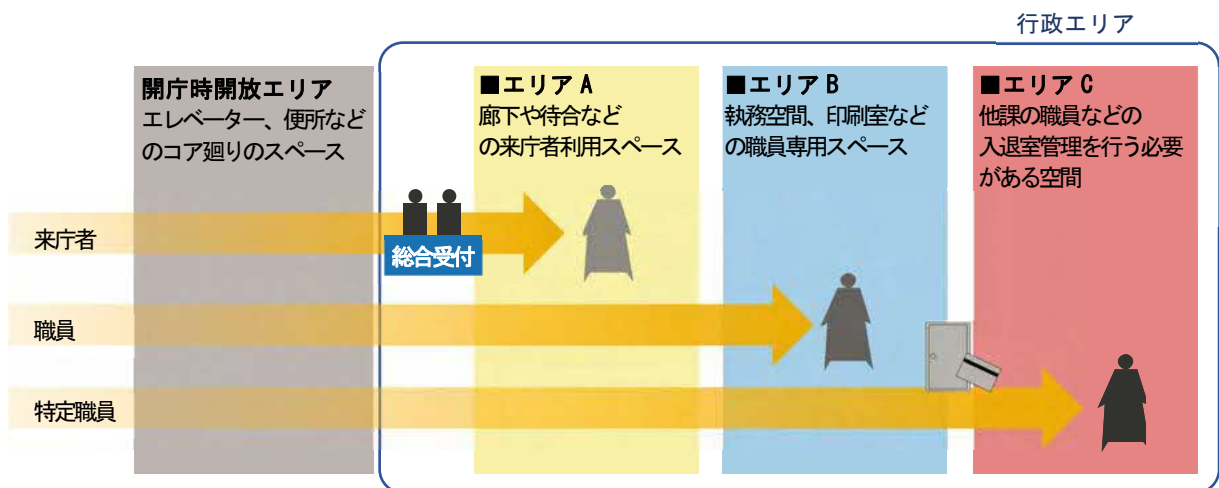 行政エリア
開庁時開放エリア
エレベーター、便所など
のコア廻りのスペース
■エリア A
廊下や待合など
の来庁者利用スペース
■エリア B
執務空間、印刷室など
の職員専用スペース
■エリア C
他課の職員などの
入退室管理を行う必要
がある空間
来庁者
総合受付
職員
特定職員